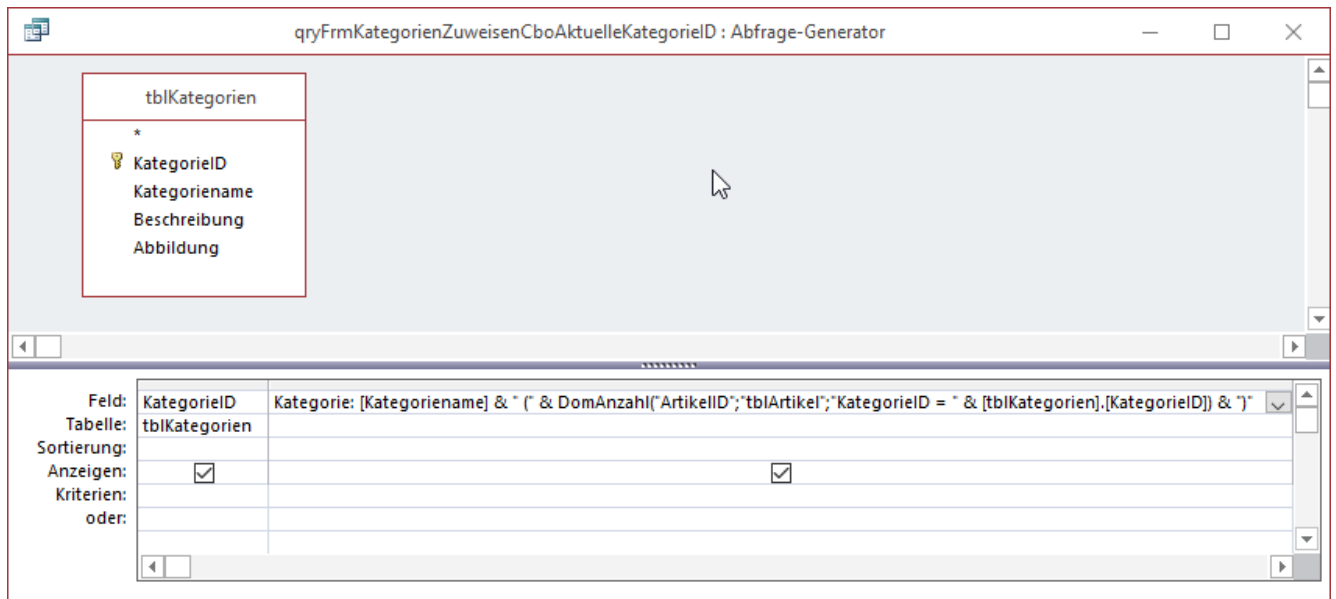 qryFrmKategorienZuweisenCboAktuelleKategorieID : Abfrage-Generator
tblKategorien
*
KategorieID
Kategoriename
Beschreibung
Abbildung
Feld: KategorieID Kategorie: [Kategoriename] & " (" & DomAnzahl("ArtikelID";"tblArtikel";"KategorieID = " & [tblKategorien].[KategorieID]) & ")"
Tabelle: tblKategorien
Sortierung:
Anzeigen:
Kriterien:
oder: